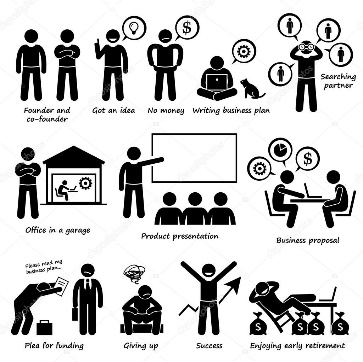 Founder and
co-founder
Got an idea
No money
Writing business plan
Searching
partner
Office in a garage
Product presentation
Business proposal
Please read my
business plan...
Plea for funding
Giving up
Success
Enjoying early retirement